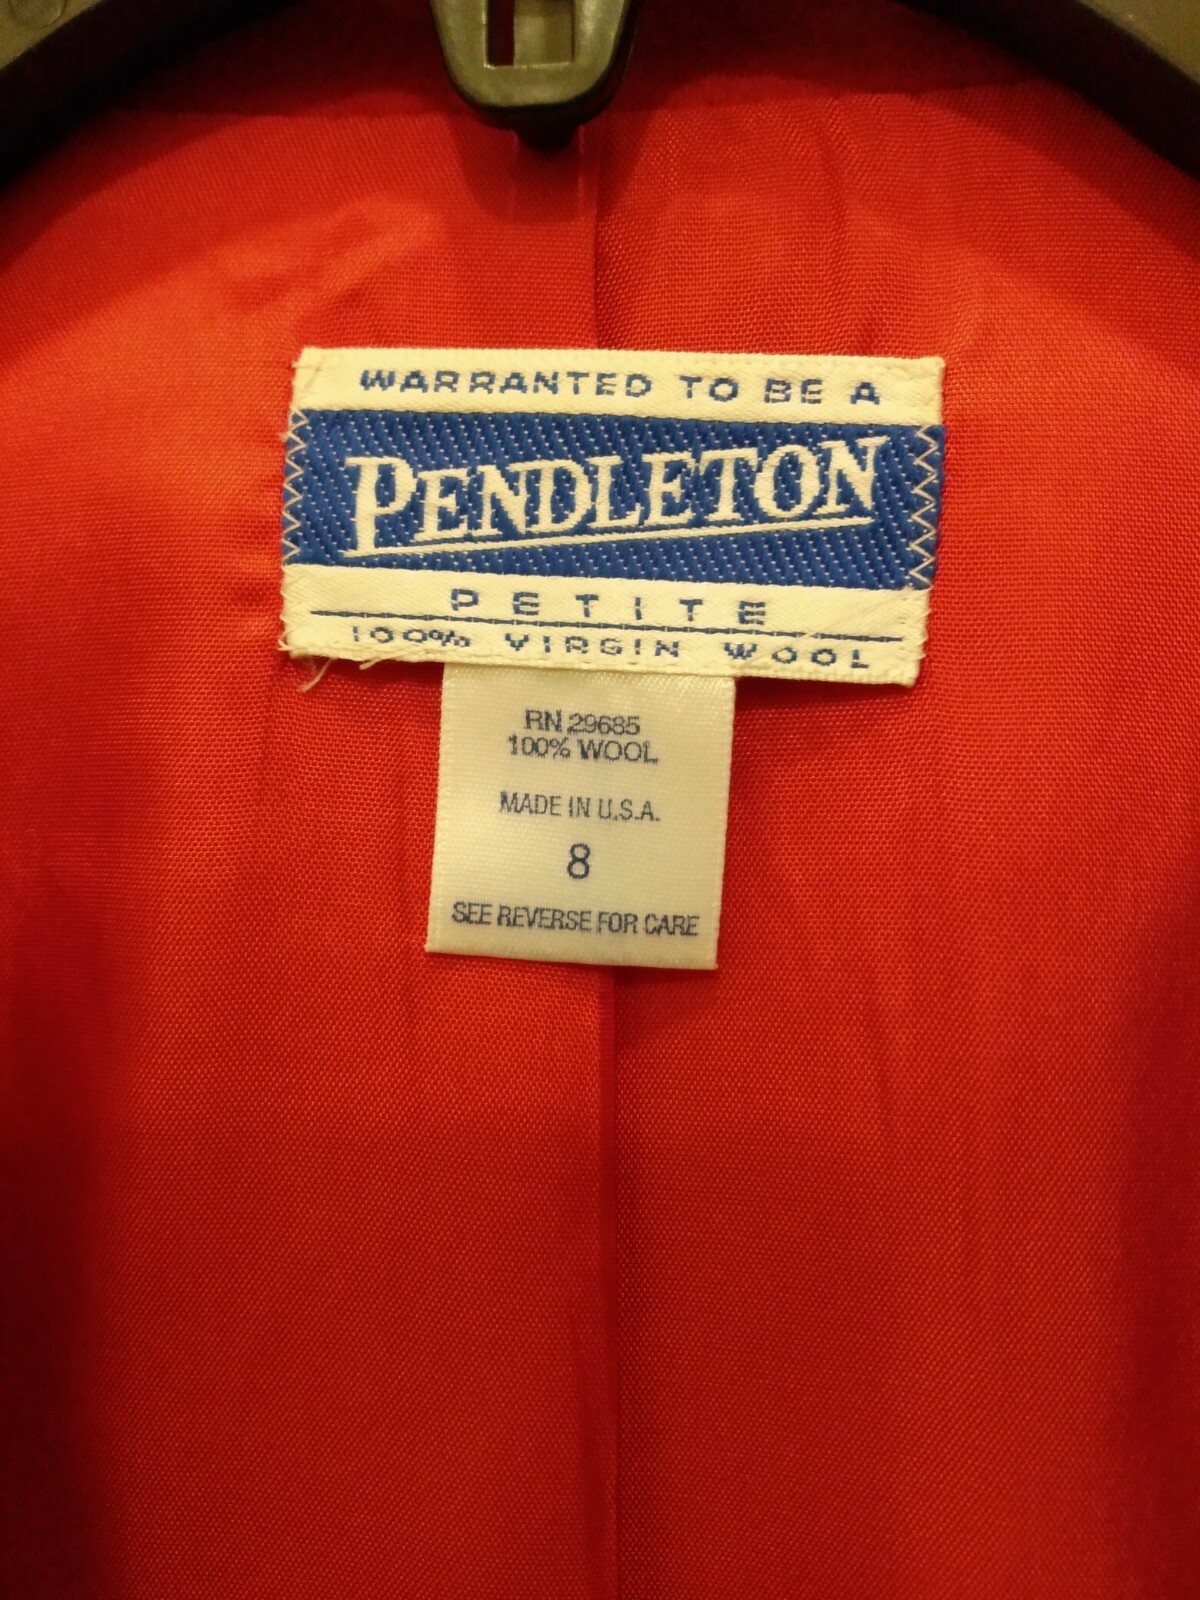 WARRANTED TO BE A
PENDLETON
PETITE
100% VIRGIN WOOL
RN 29685
100% WOOL
MADE IN U.S.A.
8
SEE REVERSE FOR CARE